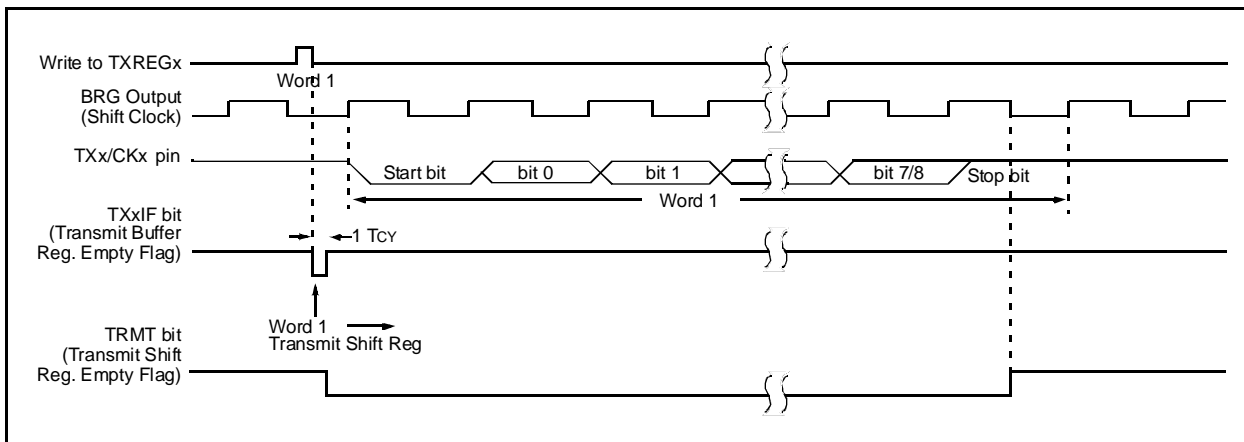 Write to TXREGx
Word 1
BRG Output
(Shift Clock)
TXx/CKx pin
Start bit
bit 0
bit 1
bit 7/8
Stop bit
Word 1
TXxIF bit
(Transmit Buffer
Reg. Empty Flag)
1 TCY
Word 1
Transmit Shift Reg
TRMT bit
(Transmit Shift
Reg. Empty Flag)